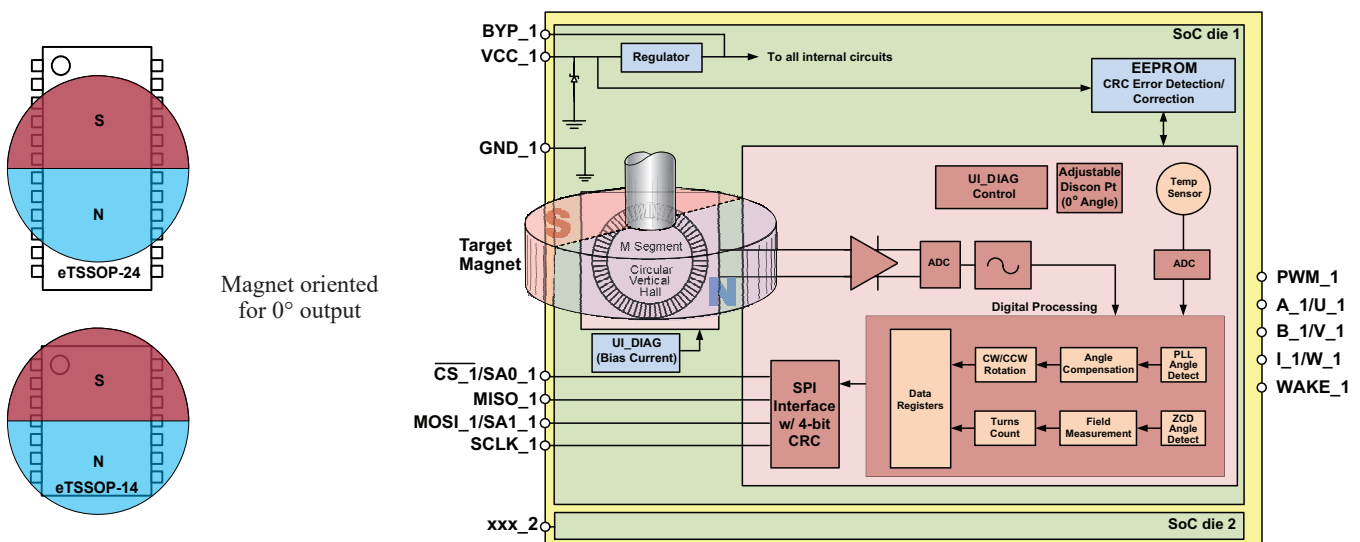 S
N
eTSSOP-24
Magnet oriented
for 0° output
S
N
eTSSOP-14
BYP_1
VCC_1
GND_1
Target
Magnet
CS_1/SA0_1
MISO_1
MOSI_1/SA1_1
SCLK_1
xxx_2
SoC die 1
Regulator
To all internal circuits
EEPROM
CRC Error Detection/
Correction
UI_DIAG
Control
Adjustable
Discon Pt
(0° Angle)
Temp
Sensor
S
M Segment
Circular
Vertical
Hall
N
ADC
ADC
UI_DIAG
(Bias Current)
Digital Processing
SPI
Interface
w/ 4-bit
CRC
Data
Registers
CW/CCW
Rotation
Angle
Compensation
PLL
Angle
Detect
Turns
Count
Field
Measurement
ZCD
Angle
Detect
PWM_1
A_1/U_1
B_1/V_1
I_1/W_1
WAKE_1
SoC die 2